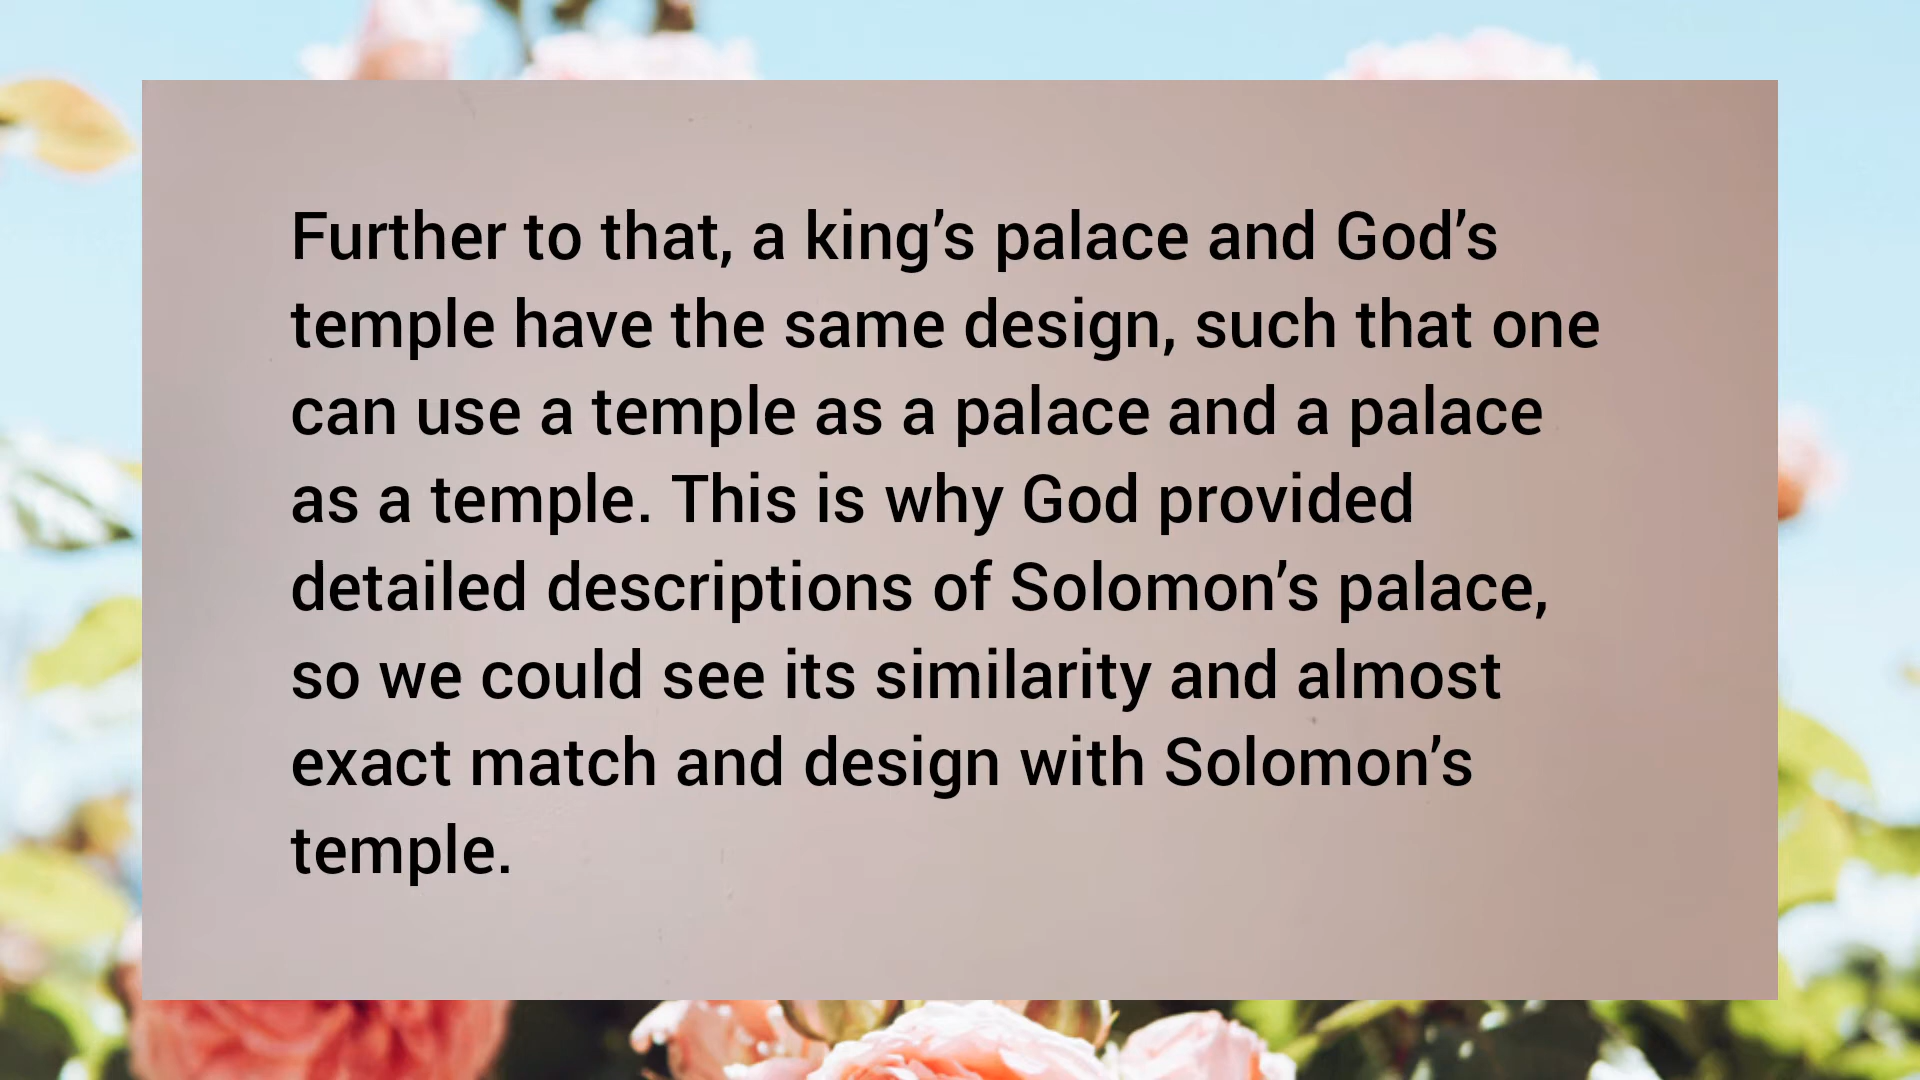 Further to that, a king’s palace and God’s
temple have the same design, such that one
can use a temple as a palace and a palace
as a temple. This is why God provided
detailed descriptions of Solomon’s palace,
so we could see its similarity and almost
exact match and design with Solomon’s
temple.